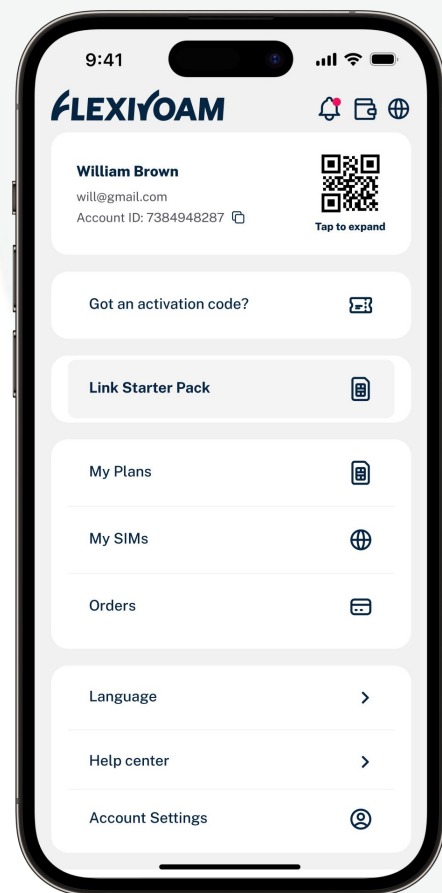 9:41
FLEXIROAM
William Brown
will@gmail.com
Account ID: 7384948287
Tap to expand
Got an activation code?
Link Starter Pack
My Plans
My SIMs
Orders
Language
Help center
Account Settings